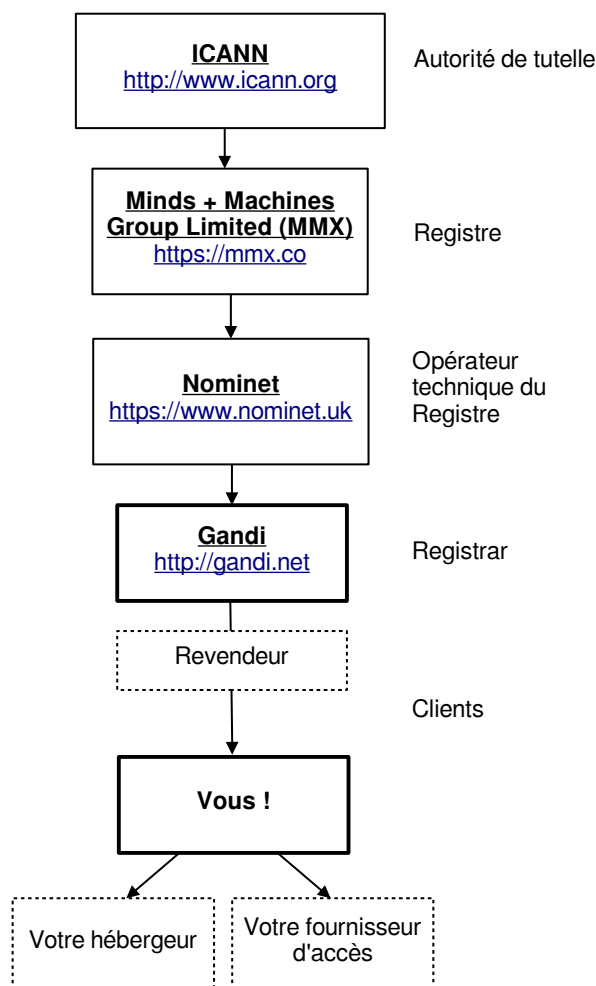 ICANN
http://www.icann.org
Autorité de tutelle
Minds + Machines
Group Limited (MMX)
https://mmx.co
Registre
Nominet
https://www.nominet.uk
Opérateur
technique du
Registre
Gandi
http://gandi.net
Registrar
Revendeur
Clients
Vous !
Votre hébergeur
Votre fournisseur
d'accès